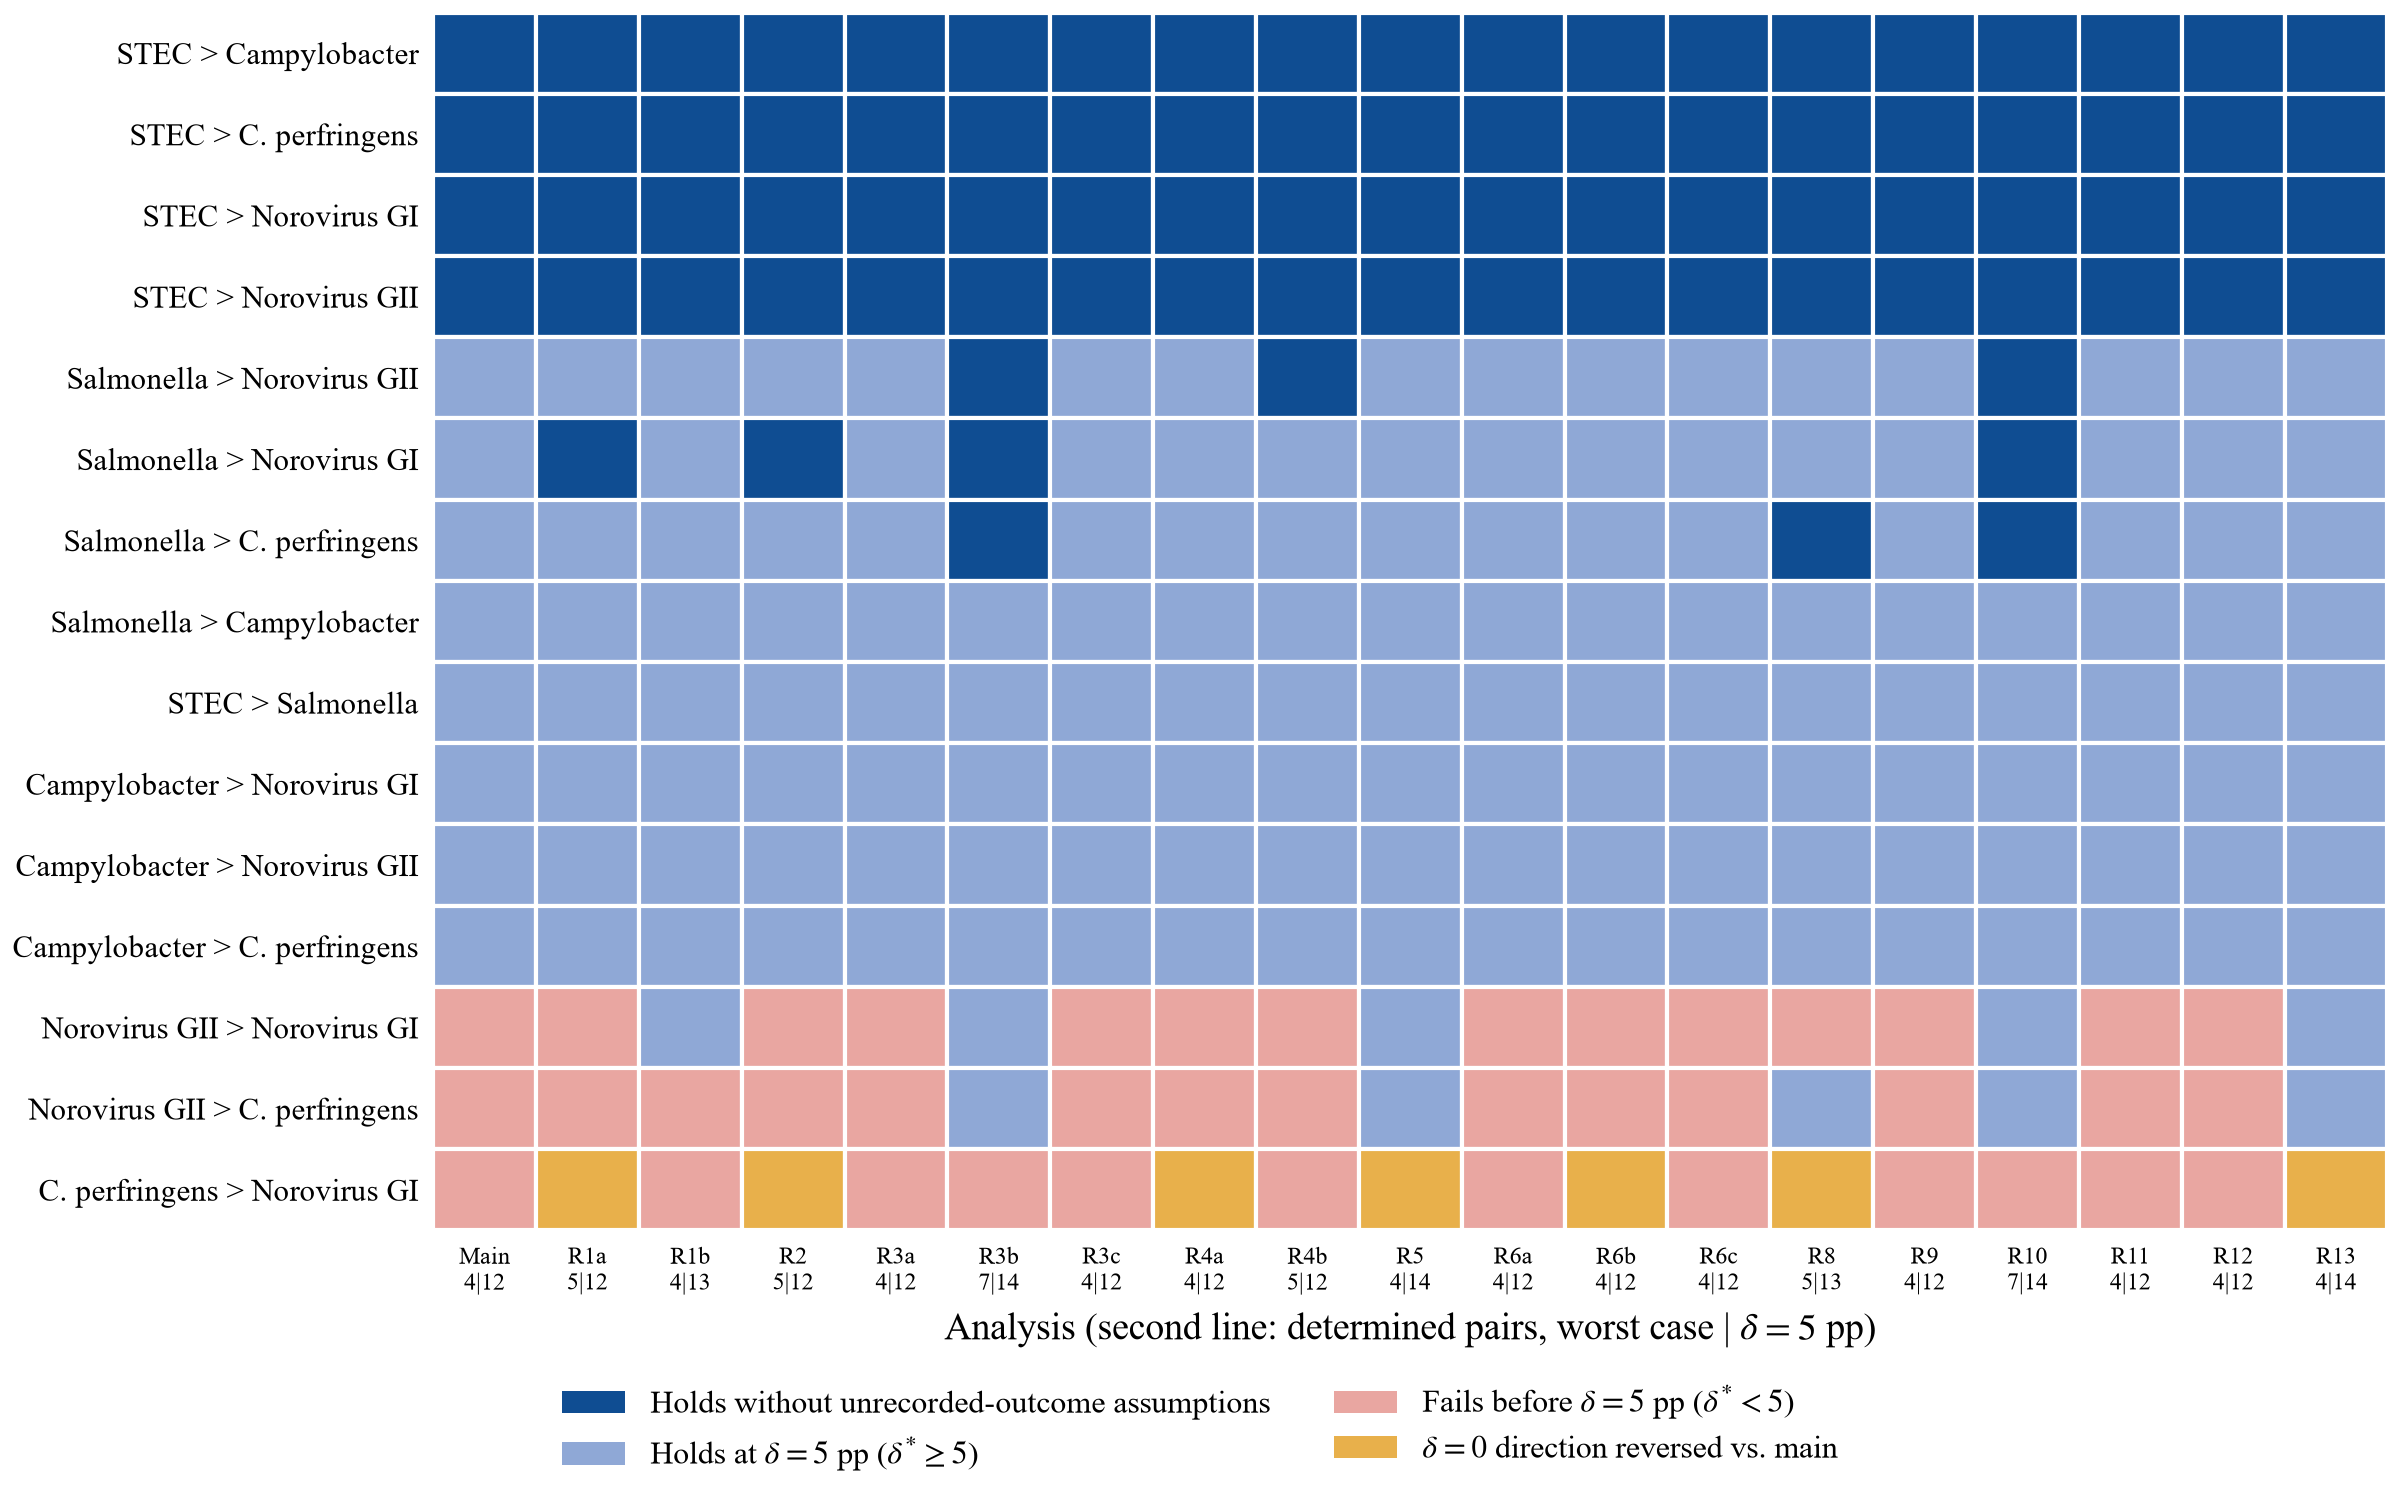 STEC > Campylobacter
STEC > C. perfringens
STEC > Norovirus GI
STEC > Norovirus GII
Salmonella > Norovirus GII
Salmonella > Norovirus GI
Salmonella > C. perfringens
Salmonella > Campylobacter
STEC > Salmonella
Campylobacter > Norovirus GI
Campylobacter > Norovirus GII
Campylobacter > C. perfringens
Norovirus GII > Norovirus GI
Norovirus GII > C. perfringens
C. perfringens > Norovirus GI
Main R1a R1b R2 R3a R3b R3c R4a R4b R5 R6a R6b R6c R8 R9 R10 R11 R12 R13
4|12 5|12 4|13 5|12 4|12 7|14 4|12 4|12 5|12 4|14 4|12 4|12 4|12 5|13 4|12 7|14 4|12 4|12 4|14
Analysis (second line: determined pairs, worst case | δ = 5 pp)
Holds without unrecorded-outcome assumptions
Holds at δ = 5 pp (δ* ≥ 5)
Fails before δ = 5 pp (δ* < 5)
δ = 0 direction reversed vs. main